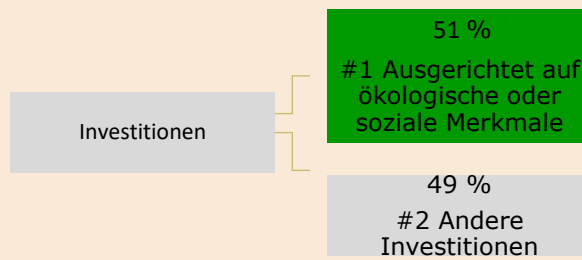 Investitionen
51 %
#1 Ausgerichtet auf
ökologische oder
soziale Merkmale
49 %
#2 Andere
Investitionen